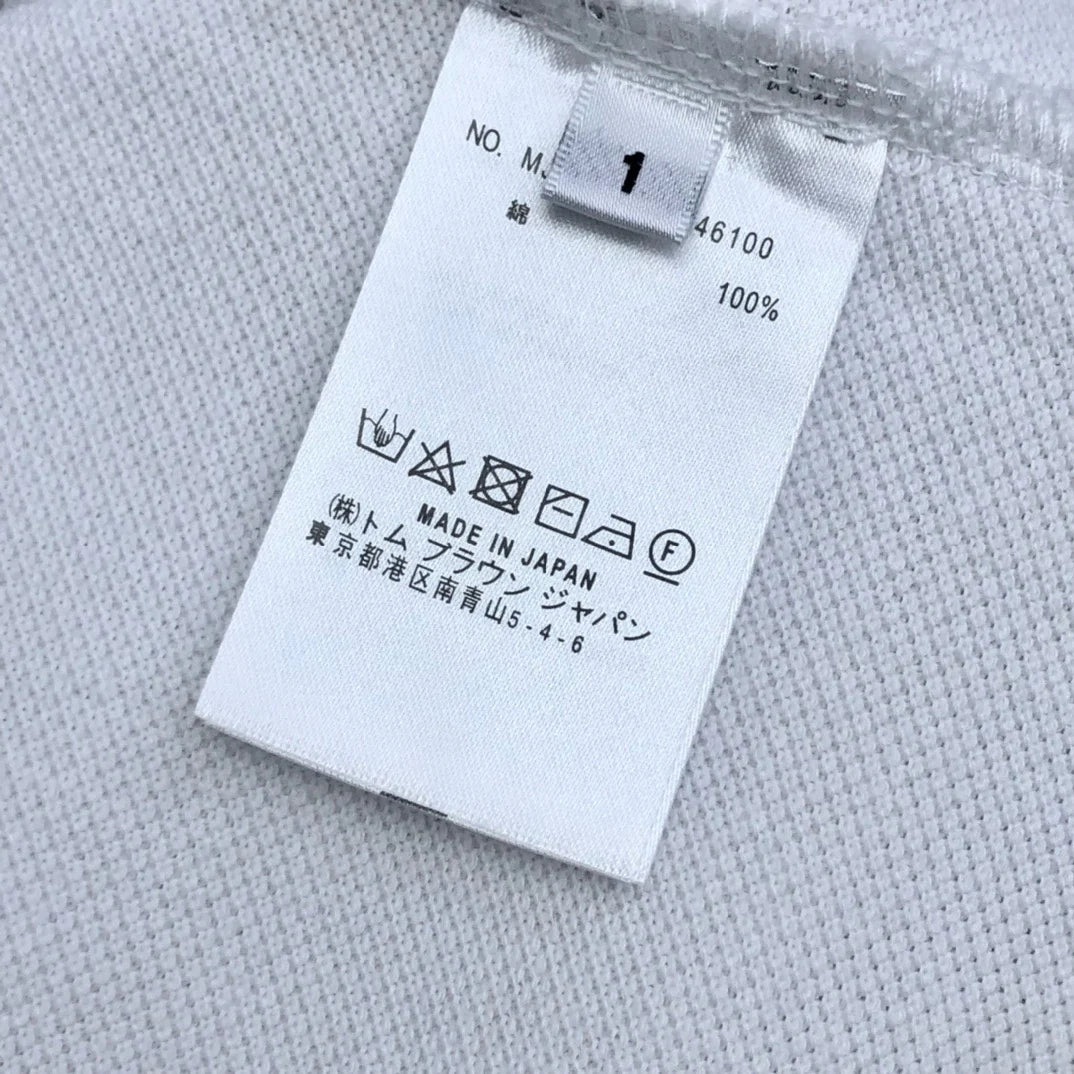 1
NO. MJ 46100
綿 100%
F
MADE IN JAPAN
(株)トム ブラウン ジャパン
東京都港区南青山5-4-6